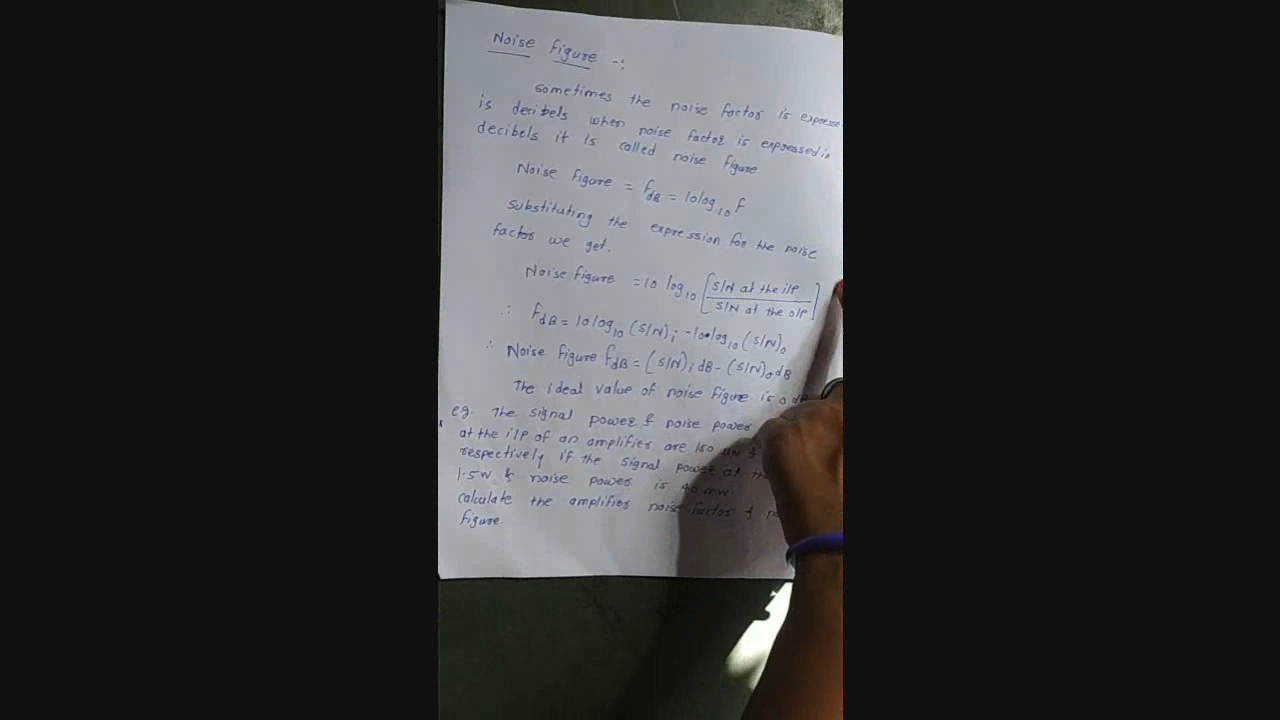 Noise figure -:
Sometimes the noise factor is expresse
is decibels when noise factor is expressed in
decibels it is called noise figure
Noise figure = FdB = 10log10 F
Substituting the expression for the noise
factor we get.
Noise figure = 10 log10 [S/N at the i/P / S/N at the o/P]
∴ FdB = 10log10 (S/N)i - 10log10 (S/N)o
∴ Noise figure FdB = (S/N)i dB - (S/N)o dB
The ideal value of noise figure is 0 dB
eg. The signal power & noise power
at the i/P of an amplifier are 150 &
respectively if the signal power at the
1.5W & noise power is 40 mW.
calculate the amplifier noise factor &
figure